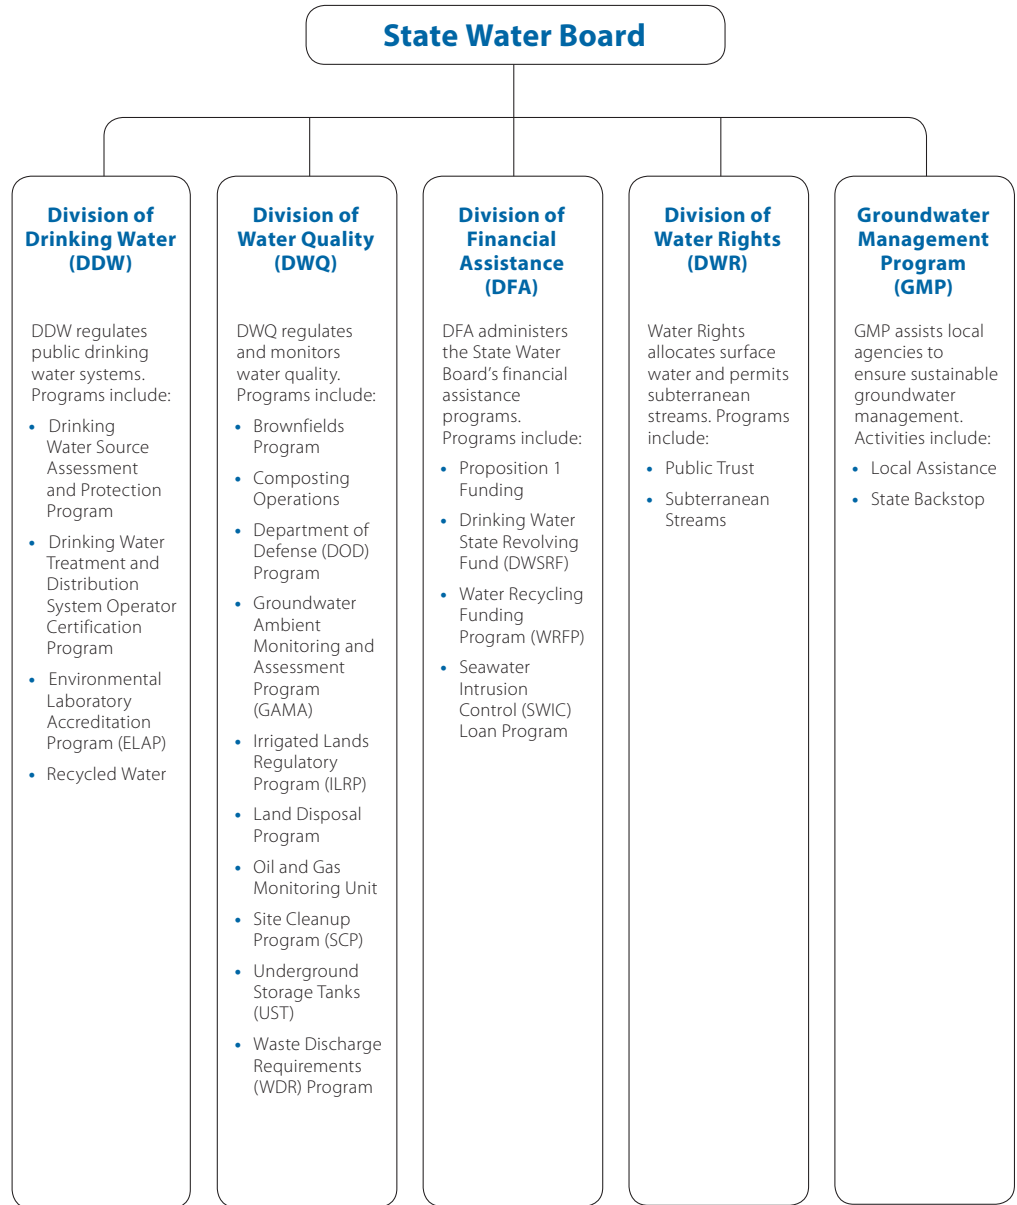 State Water Board
Division of
Drinking Water
(DDW)
DDW regulates
public drinking
water systems.
Programs include:
• Drinking
Water Source
Assessment
and Protection
Program
• Drinking Water
Treatment and
Distribution
System Operator
Certification
Program
• Environmental
Laboratory
Accreditation
Program (ELAP)
• Recycled Water
Division of
Water Quality
(DWQ)
DWQ regulates
and monitors
water quality.
Programs include:
• Brownfields
Program
• Composting
Operations
• Department of
Defense (DOD)
Program
• Groundwater
Ambient
Monitoring and
Assessment
Program
(GAMA)
• Irrigated Lands
Regulatory
Program (ILRP)
• Land Disposal
Program
• Oil and Gas
Monitoring Unit
• Site Cleanup
Program (SCP)
• Underground
Storage Tanks
(UST)
• Waste Discharge
Requirements
(WDR) Program
Division of
Financial
Assistance
(DFA)
DFA administers
the State Water
Board’s financial
assistance
programs.
Programs include:
• Proposition 1
Funding
• Drinking Water
State Revolving
Fund (DWSRF)
• Water Recycling
Funding
Program (WRFP)
• Seawater
Intrusion
Control (SWIC)
Loan Program
Division of
Water Rights
(DWR)
Water Rights
allocates surface
water and permits
subterranean
streams. Programs
include:
• Public Trust
• Subterranean
Streams
Groundwater
Management
Program
(GMP)
GMP assists local
agencies to
ensure sustainable
groundwater
management.
Activities include:
• Local Assistance
• State Backstop